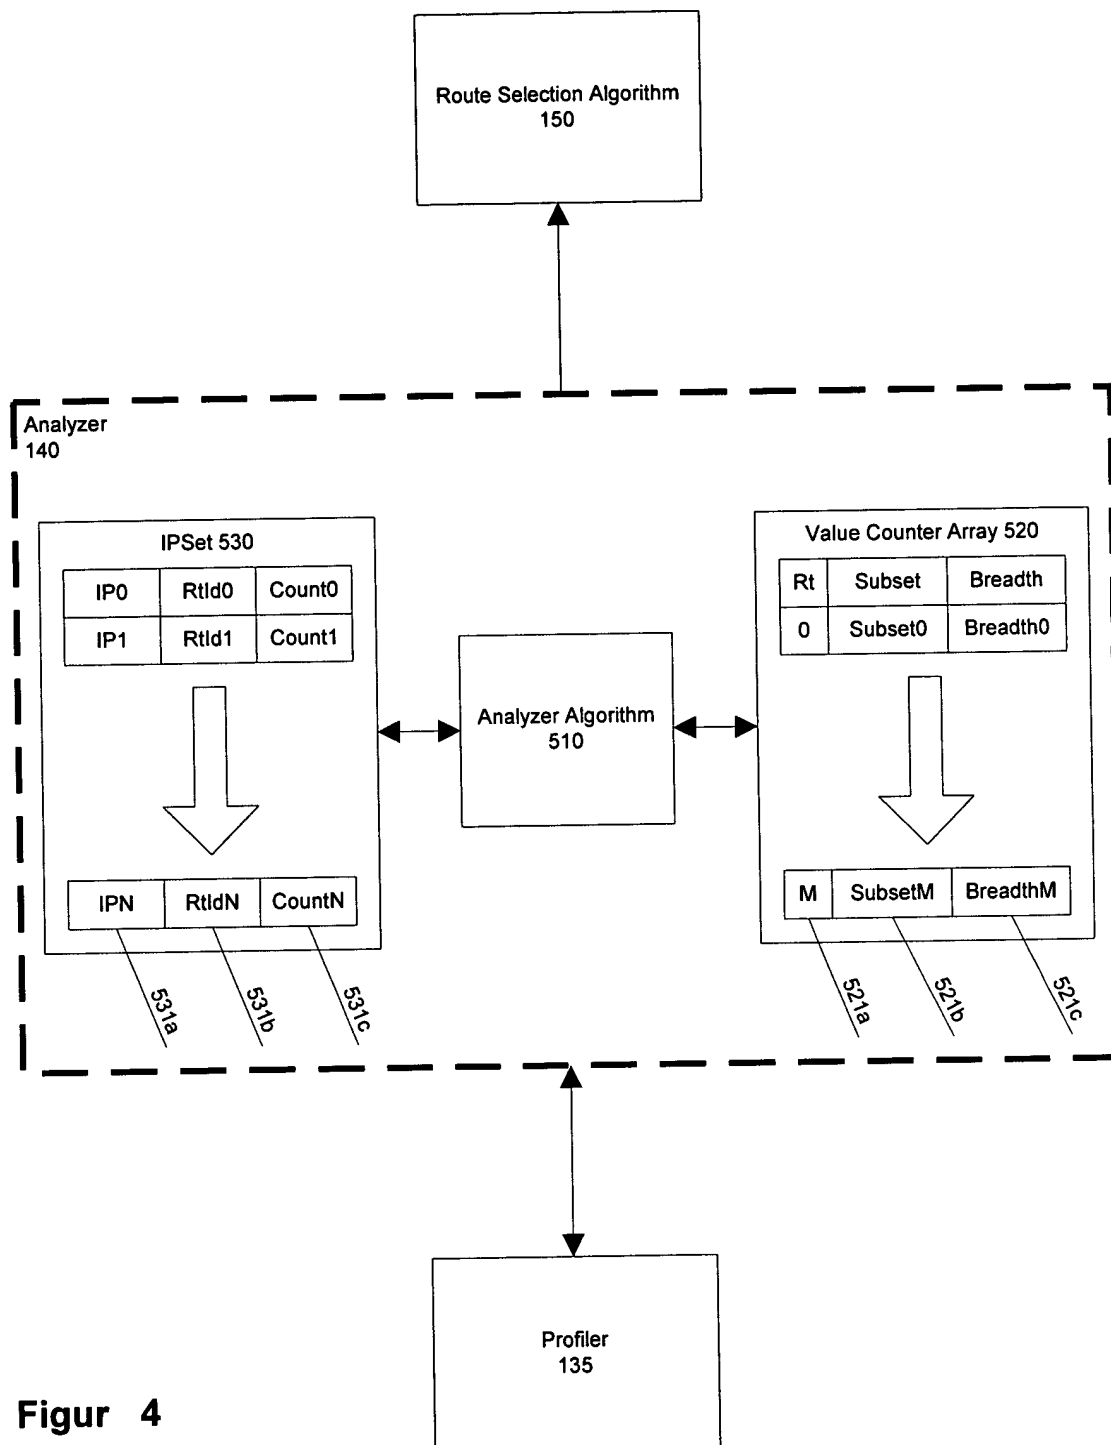 Route Selection Algorithm
150
Analyzer
140
IPSet 530
IP0 RtId0 Count0
IP1 RtId1 Count1
IPN RtIdN CountN
531a
531b
531c
Analyzer Algorithm
510
Value Counter Array 520
Rt Subset Breadth
0 Subset0 Breadth0
M SubsetM BreadthM
521a
521b
521c
Profiler
135
Figur 4